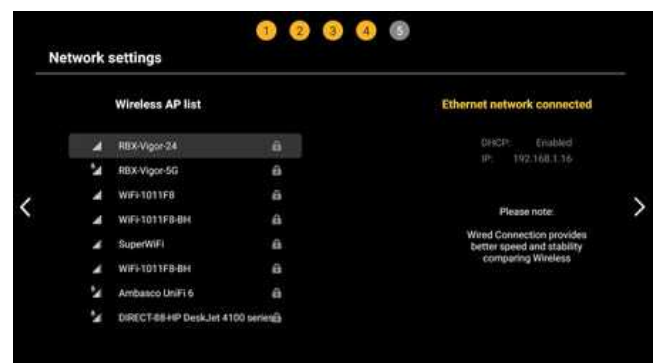 1 2 3 4 5
Network settings
Wireless AP list
RBX-Vigor-24
RBX-Vigor-5G
WiFi-1011F8
WiFi-1011F8-BH
SuperWiFi
WiFi-1011F8-BH
Ambasco UniFi 6
DIRECT-88-HP DeskJet 4100 series
Ethernet network connected
DHCP: Enabled
IP: 192.168.1.16
Please note:
Wired Connection provides
better speed and stability
comparing Wireless